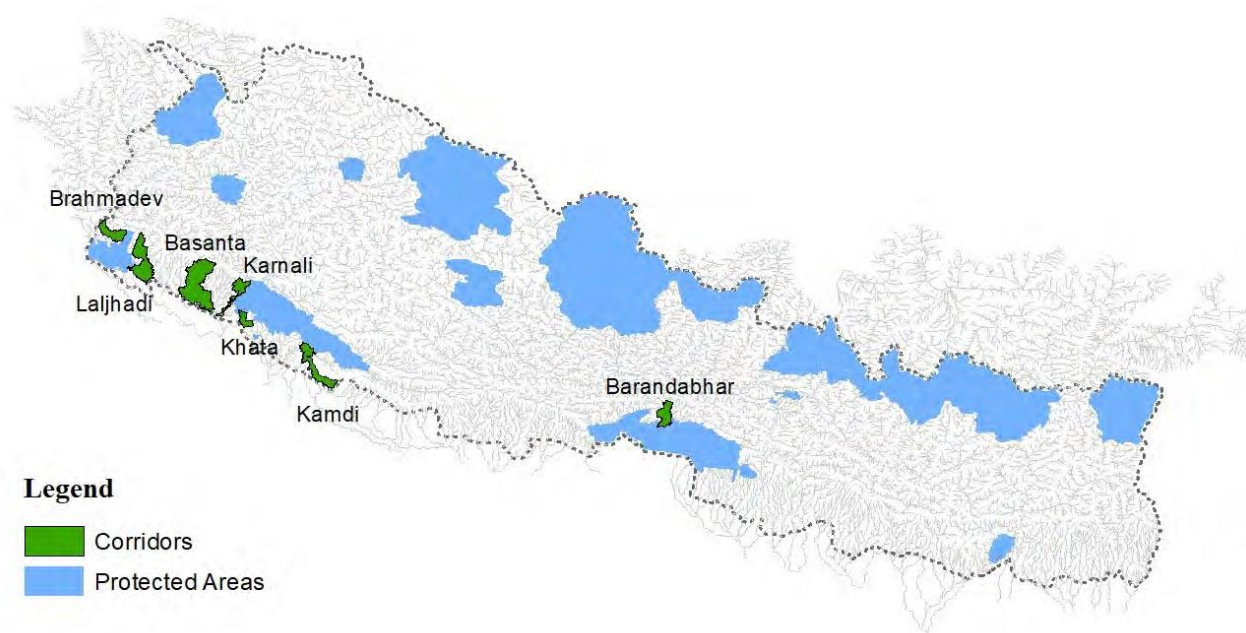 Brahmadev
Basanta
Karnali
Laljhadi
Khata
Kamdi
Barandabhar
Legend
Corridors
Protected Areas